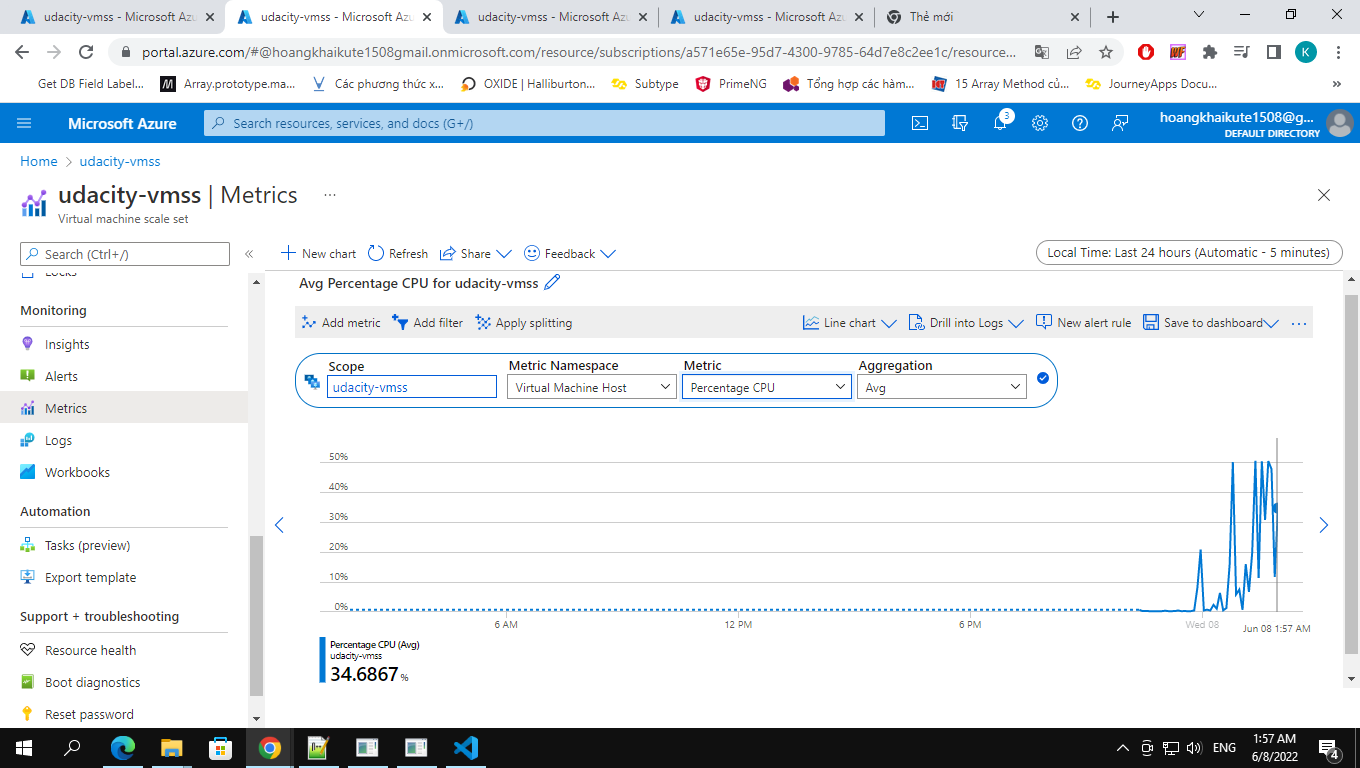 udacity-vmss - Microsoft Azure
udacity-vmss - Microsoft Azure
udacity-vmss - Microsoft Azure
udacity-vmss - Microsoft Azure
Thẻ mới
portal.azure.com/#@hoangkhaikute1508gmail.onmicrosoft.com/resource/subscriptions/a571e65e-95d7-4300-9785-64d7e8c2ee1c/resource...
K
Get DB Field Label...
Array.prototype.ma...
Các phương thức x...
OXIDE | Halliburton...
Subtype
PrimeNG
Tổng hợp các hàm...
15 Array Method củ...
JourneyApps Docu...
Microsoft Azure
Search resources, services, and docs (G+/)
3
hoangkhaikute1508@g...
DEFAULT DIRECTORY
Home > udacity-vmss
udacity-vmss | Metrics ...
Virtual machine scale set
Search (Ctrl+/)
New chart
Refresh
Share
Feedback
Local Time: Last 24 hours (Automatic - 5 minutes)
Locks
Monitoring
Insights
Alerts
Metrics
Logs
Workbooks
Automation
Tasks (preview)
Export template
Support + troubleshooting
Resource health
Boot diagnostics
Reset password
Avg Percentage CPU for udacity-vmss
Add metric
Add filter
Apply splitting
Line chart
Drill into Logs
New alert rule
Save to dashboard
...
Scope
udacity-vmss
Metric Namespace
Virtual Machine Host
Metric
Percentage CPU
Aggregation
Avg
50%
40%
30%
20%
10%
0%
6 AM
12 PM
6 PM
Wed 08
Jun 08 1:57 AM
Percentage CPU (Avg)
udacity-vmss
34.6867 %
ENG
1:57 AM
6/8/2022
4